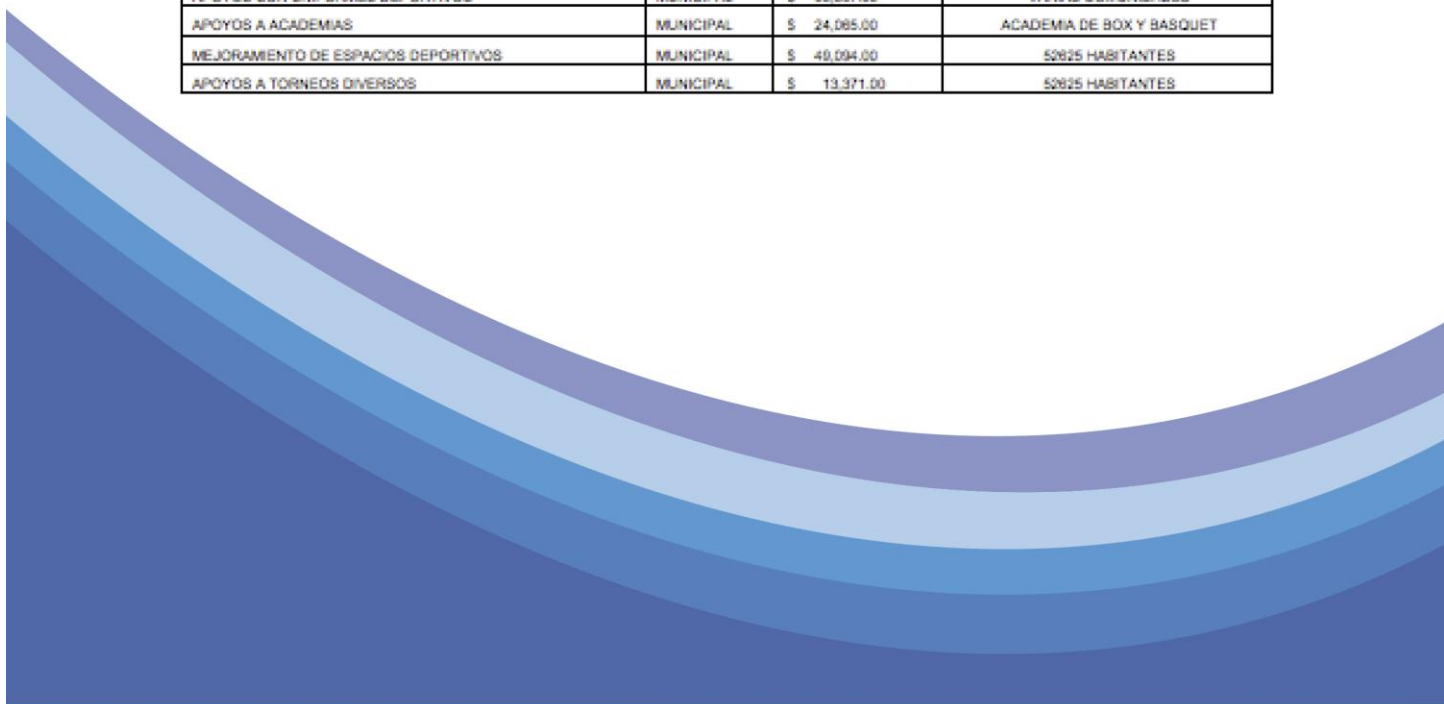 APOYOS A ACADEMIAS MUNICIPAL $ 24,065.00 ACADEMIA DE BOX Y BASQUET
MEJORAMIENTO DE ESPACIOS DEPORTIVOS MUNICIPAL $ 49,094.00 52625 HABITANTES
APOYOS A TORNEOS DIVERSOS MUNICIPAL $ 13,371.00 52625 HABITANTES